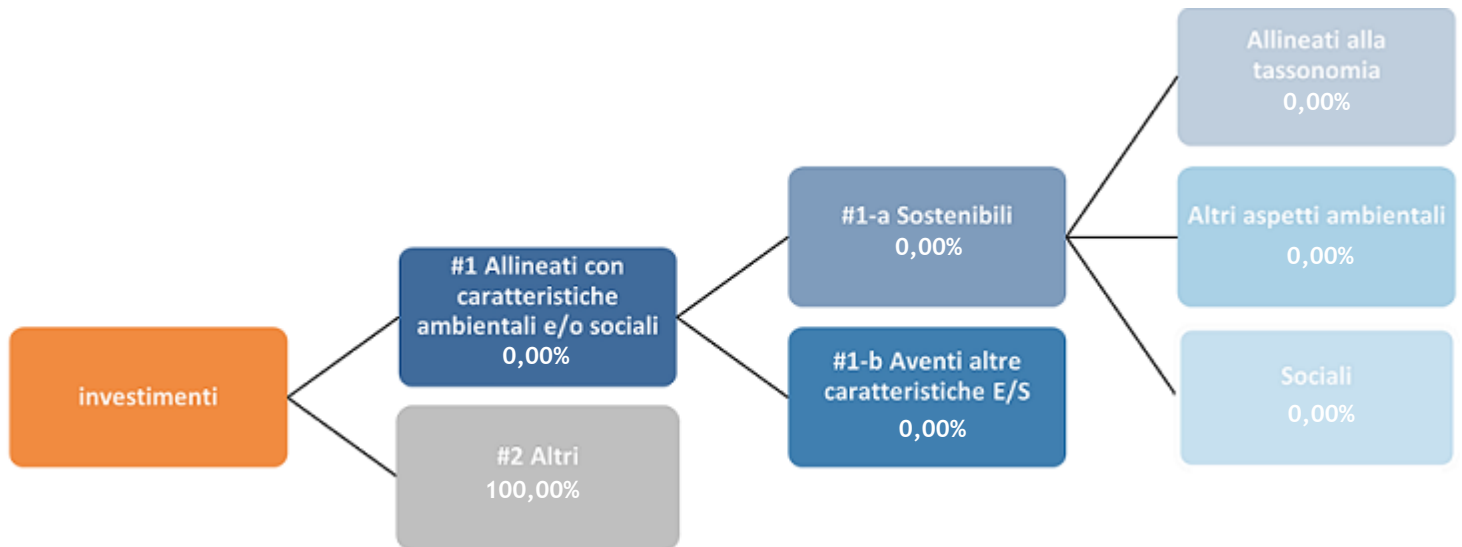 investimenti
#1 Allineati con
caratteristiche
ambientali e/o sociali
0,00%
#2 Altri
100,00%
#1-a Sostenibili
0,00%
#1-b Aventi altre
caratteristiche E/S
0,00%
Allineati alla
tassonomia
0,00%
Altri aspetti ambientali
0,00%
Sociali
0,00%